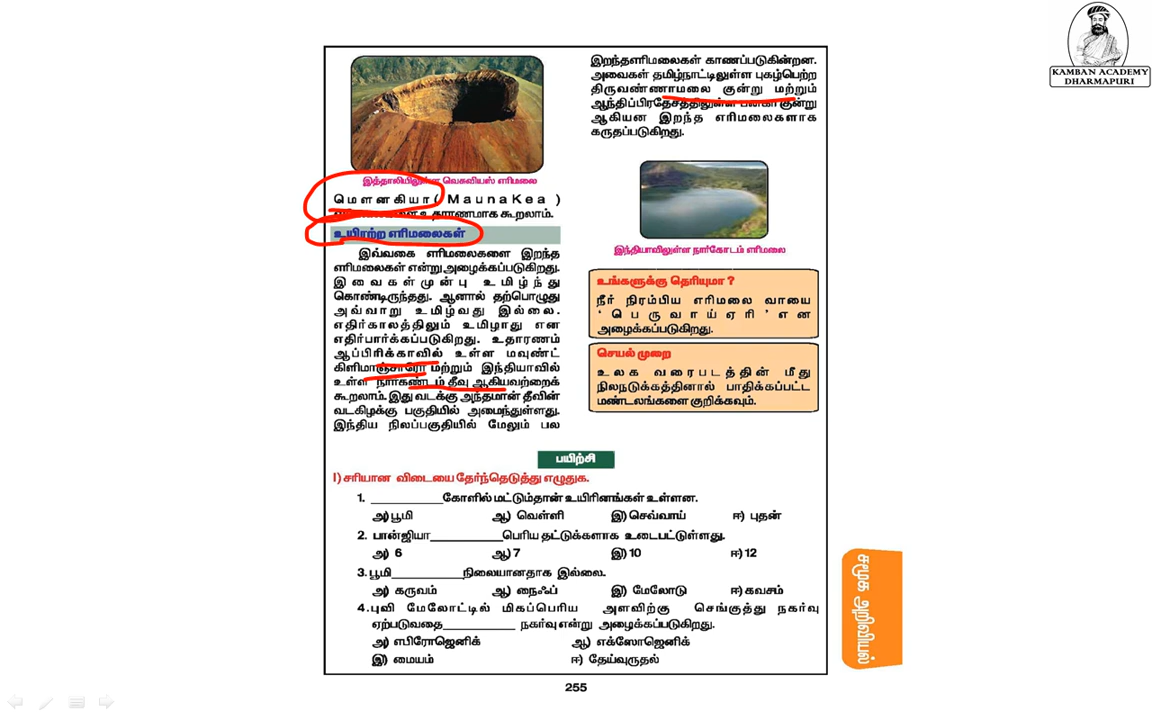 KAMBAN ACADEMY
DHARMAPURI
இத்தாலியிலுள்ள வெசுவியஸ் எரிமலை
மௌனகியா ( MaunaKea )
உதாரணமாக கூறலாம்.
உயிரற்ற எரிமலைகள்
இவ்வகை எரிமலைகளை இறந்த
எரிமலைகள் என்று அழைக்கப்படுகிறது.
இவைகள் முன்பு உமிழ்ந்து
கொண்டிருந்தது. ஆனால் தற்பொழுது
அவ்வாறு உமிழ்வது இல்லை.
எதிர்காலத்திலும் உமிழாது என
எதிர்பார்க்கப்படுகிறது. உதாரணம்
ஆப்பிரிக்காவில் உள்ள மவுண்ட்
கிளிமாஞ்சாரோ மற்றும் இந்தியாவில்
உள்ள நார்கண்டம் தீவு ஆகியவற்றைக்
கூறலாம். இது வடக்கு அந்தமான் தீவின்
வடகிழக்கு பகுதியில் அமைந்துள்ளது.
இந்திய நிலப்பகுதியில் மேலும் பல
இறந்தஎரிமலைகள் காணப்படுகின்றன.
அவைகள் தமிழ்நாட்டிலுள்ள புகழ்பெற்ற
திருவண்ணாமலை குன்று மற்றும்
ஆந்திப்பிரதேசத்திலுள்ள குன்று
ஆகியன இறந்த எரிமலைகளாக
கருதப்படுகிறது.
இந்தியாவிலுள்ள நார்கோடம் எரிமலை
உங்களுக்கு தெரியுமா ?
நீர் நிரம்பிய எரிமலை வாயை
‘ பெருவாய்ஏரி ’ என
அழைக்கப்படுகிறது.
செயல் முறை
உலக வரைபடத்தின் மீது
நிலநடுக்கத்தினால் பாதிக்கப்பட்ட
மண்டலங்களை குறிக்கவும்.
பயிற்சி
I) சரியான விடையை தேர்ந்தெடுத்து எழுதுக.
1. ___________கோளில் மட்டும்தான் உயிரினங்கள் உள்ளன.
அ) பூமி ஆ) வெள்ளி இ) செவ்வாய் ஈ) புதன்
2. பான்ஜியா___________பெரிய தட்டுக்களாக உடைபட்டுள்ளது.
அ) 6 ஆ) 7 இ) 10 ஈ) 12
3. பூமி___________நிலையானதாக இல்லை.
அ) கருவம் ஆ) நைஃப் இ) மேலோடு ஈ) கவசம்
4. புவி மேலோட்டில் மிகப்பெரிய அளவிற்கு செங்குத்து நகர்வு
ஏற்படுவதை___________ நகர்வு என்று அழைக்கப்படுகிறது.
அ) எபிரோஜெனிக் ஆ) எக்ஸோஜெனிக்
இ) மையம் ஈ) தேய்வுருதல்
சமூக அறிவியல்
255